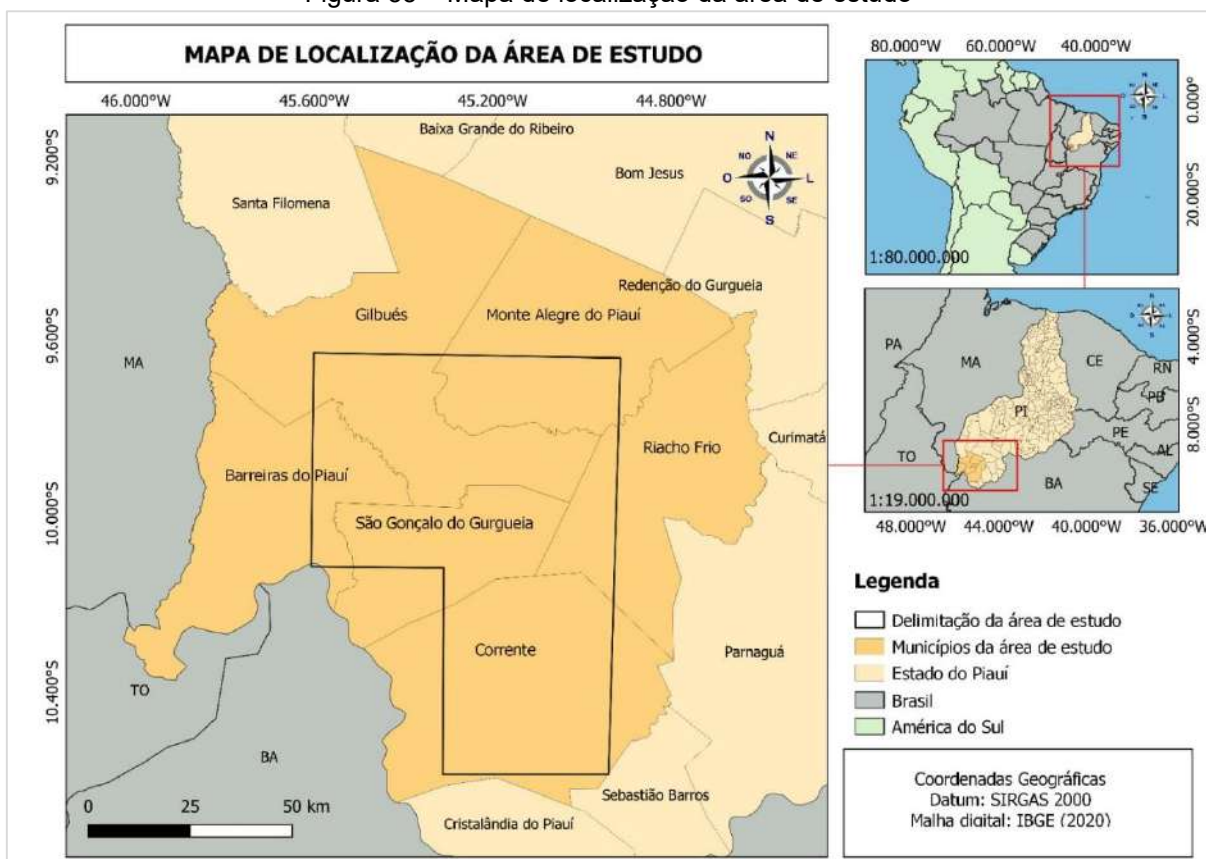 MAPA DE LOCALIZAÇÃO DA ÁREA DE ESTUDO
46.000°W 45.600°W 45.200°W 44.800°W
9.200°S
9.600°S
10.000°S
10.400°S
Baixa Grande do Ribeiro
Bom Jesus
Santa Filomena
N
NO NE
O L
SO SE
S
Redenção do Gurgueia
Gilbués
Monte Alegre do Piauí
MA
Riacho Frio
Curimatá
Barreiras do Piauí
São Gonçalo do Gurgueia
Corrente
Parnaguá
TO
BA
Sebastião Barros
Cristalândia do Piauí
0 25 50 km
80.000°W 60.000°W 40.000°W
0.000°
20.000°S
1:80.000.000
PA
MA
CE
RN
PB
PI
PE
AL
TO
BA
SE
4.000°S
8.000°S
1:19.000.000
48.000°W 44.000°W 40.000°W 36.000°W
Legenda
Delimitação da área de estudo
Municípios da área de estudo
Estado do Piauí
Brasil
América do Sul
Coordenadas Geográficas
Datum: SIRGAS 2000
Malha digital: IBGE (2020)